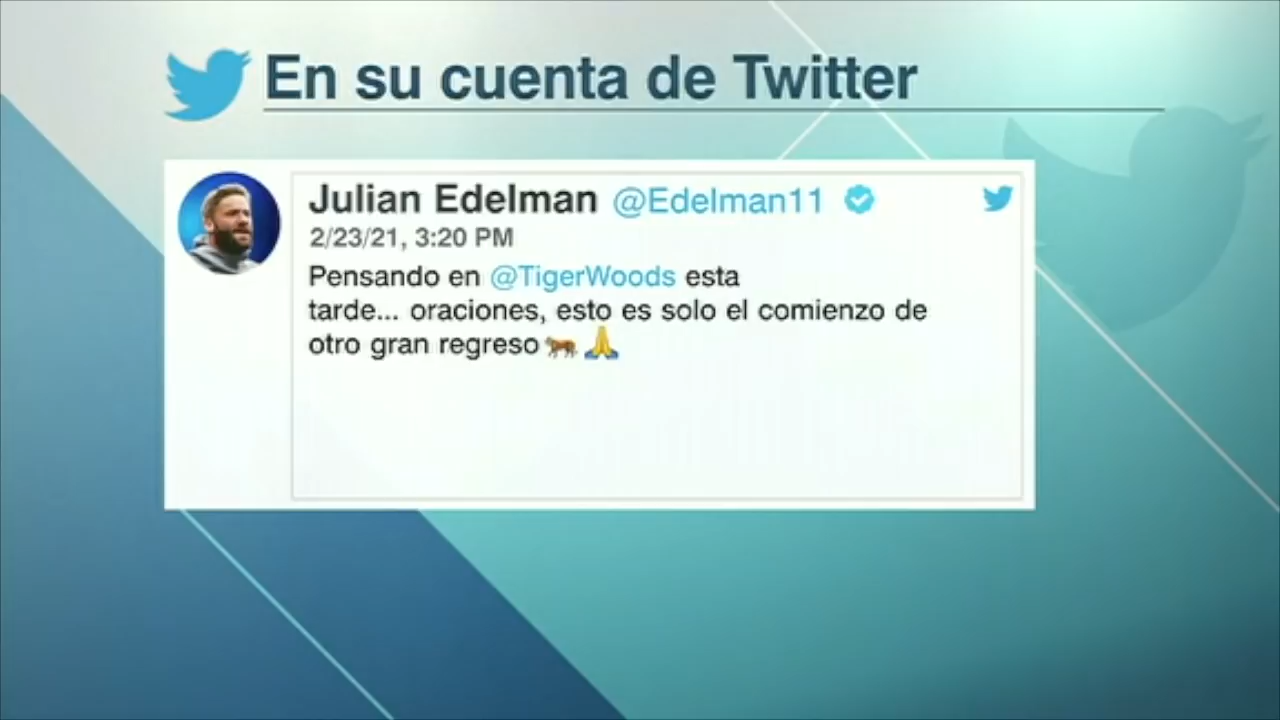 En su cuenta de Twitter
Julian Edelman @Edelman11
2/23/21, 3:20 PM
Pensando en @TigerWoods esta
tarde... oraciones, esto es solo el comienzo de
otro gran regreso🐅🙏